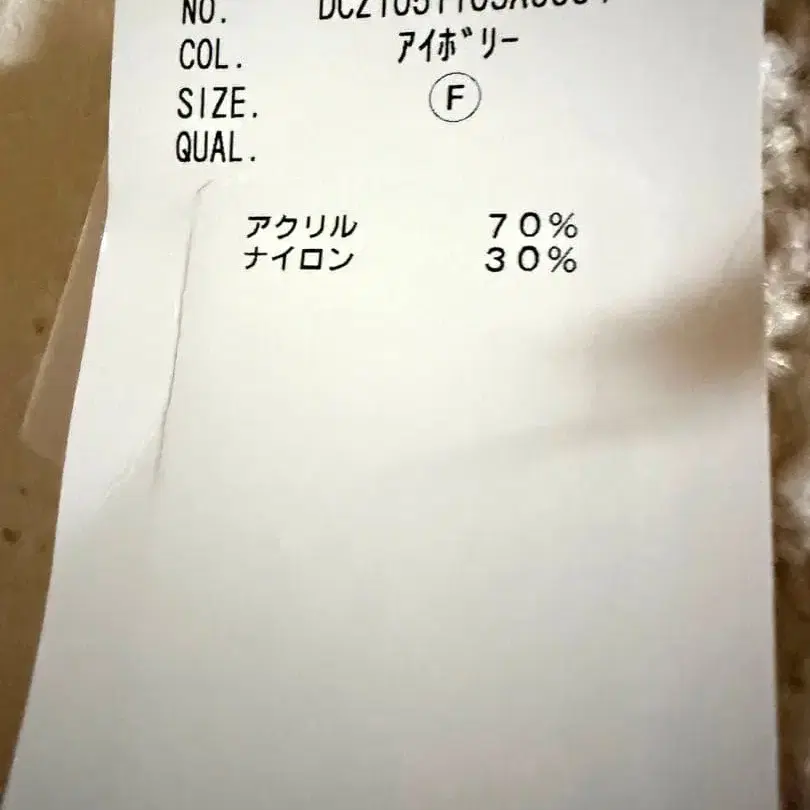 NO.
COL. ｱｲﾎﾞﾘｰ
SIZE. Ⓕ
QUAL.
アクリル ７０％
ナイロン ３０％